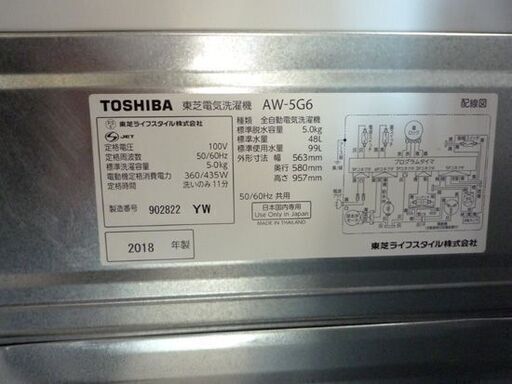 TOSHIBA 東芝電気洗濯機 AW-5G6
配線図
東芝ライフスタイル株式会社
JET
定格電圧 100V
定格周波数 50/60Hz
標準洗濯容量 5.0kg
電動機定格消費電力 360/435W
洗いのみ 11分
製造番号 902822 YW
2018 年製
種類 全自動電気洗濯機
標準脱水容量 5.0kg
標準水量 48L
標準使用水量 99L
外形寸法 幅 563mm
奥行 580mm
高さ 957mm
50/60Hz 共用
日本国内専用
Use Only in Japan
MADE IN THAILAND
プログラムタイマ
東芝ライフスタイル株式会社